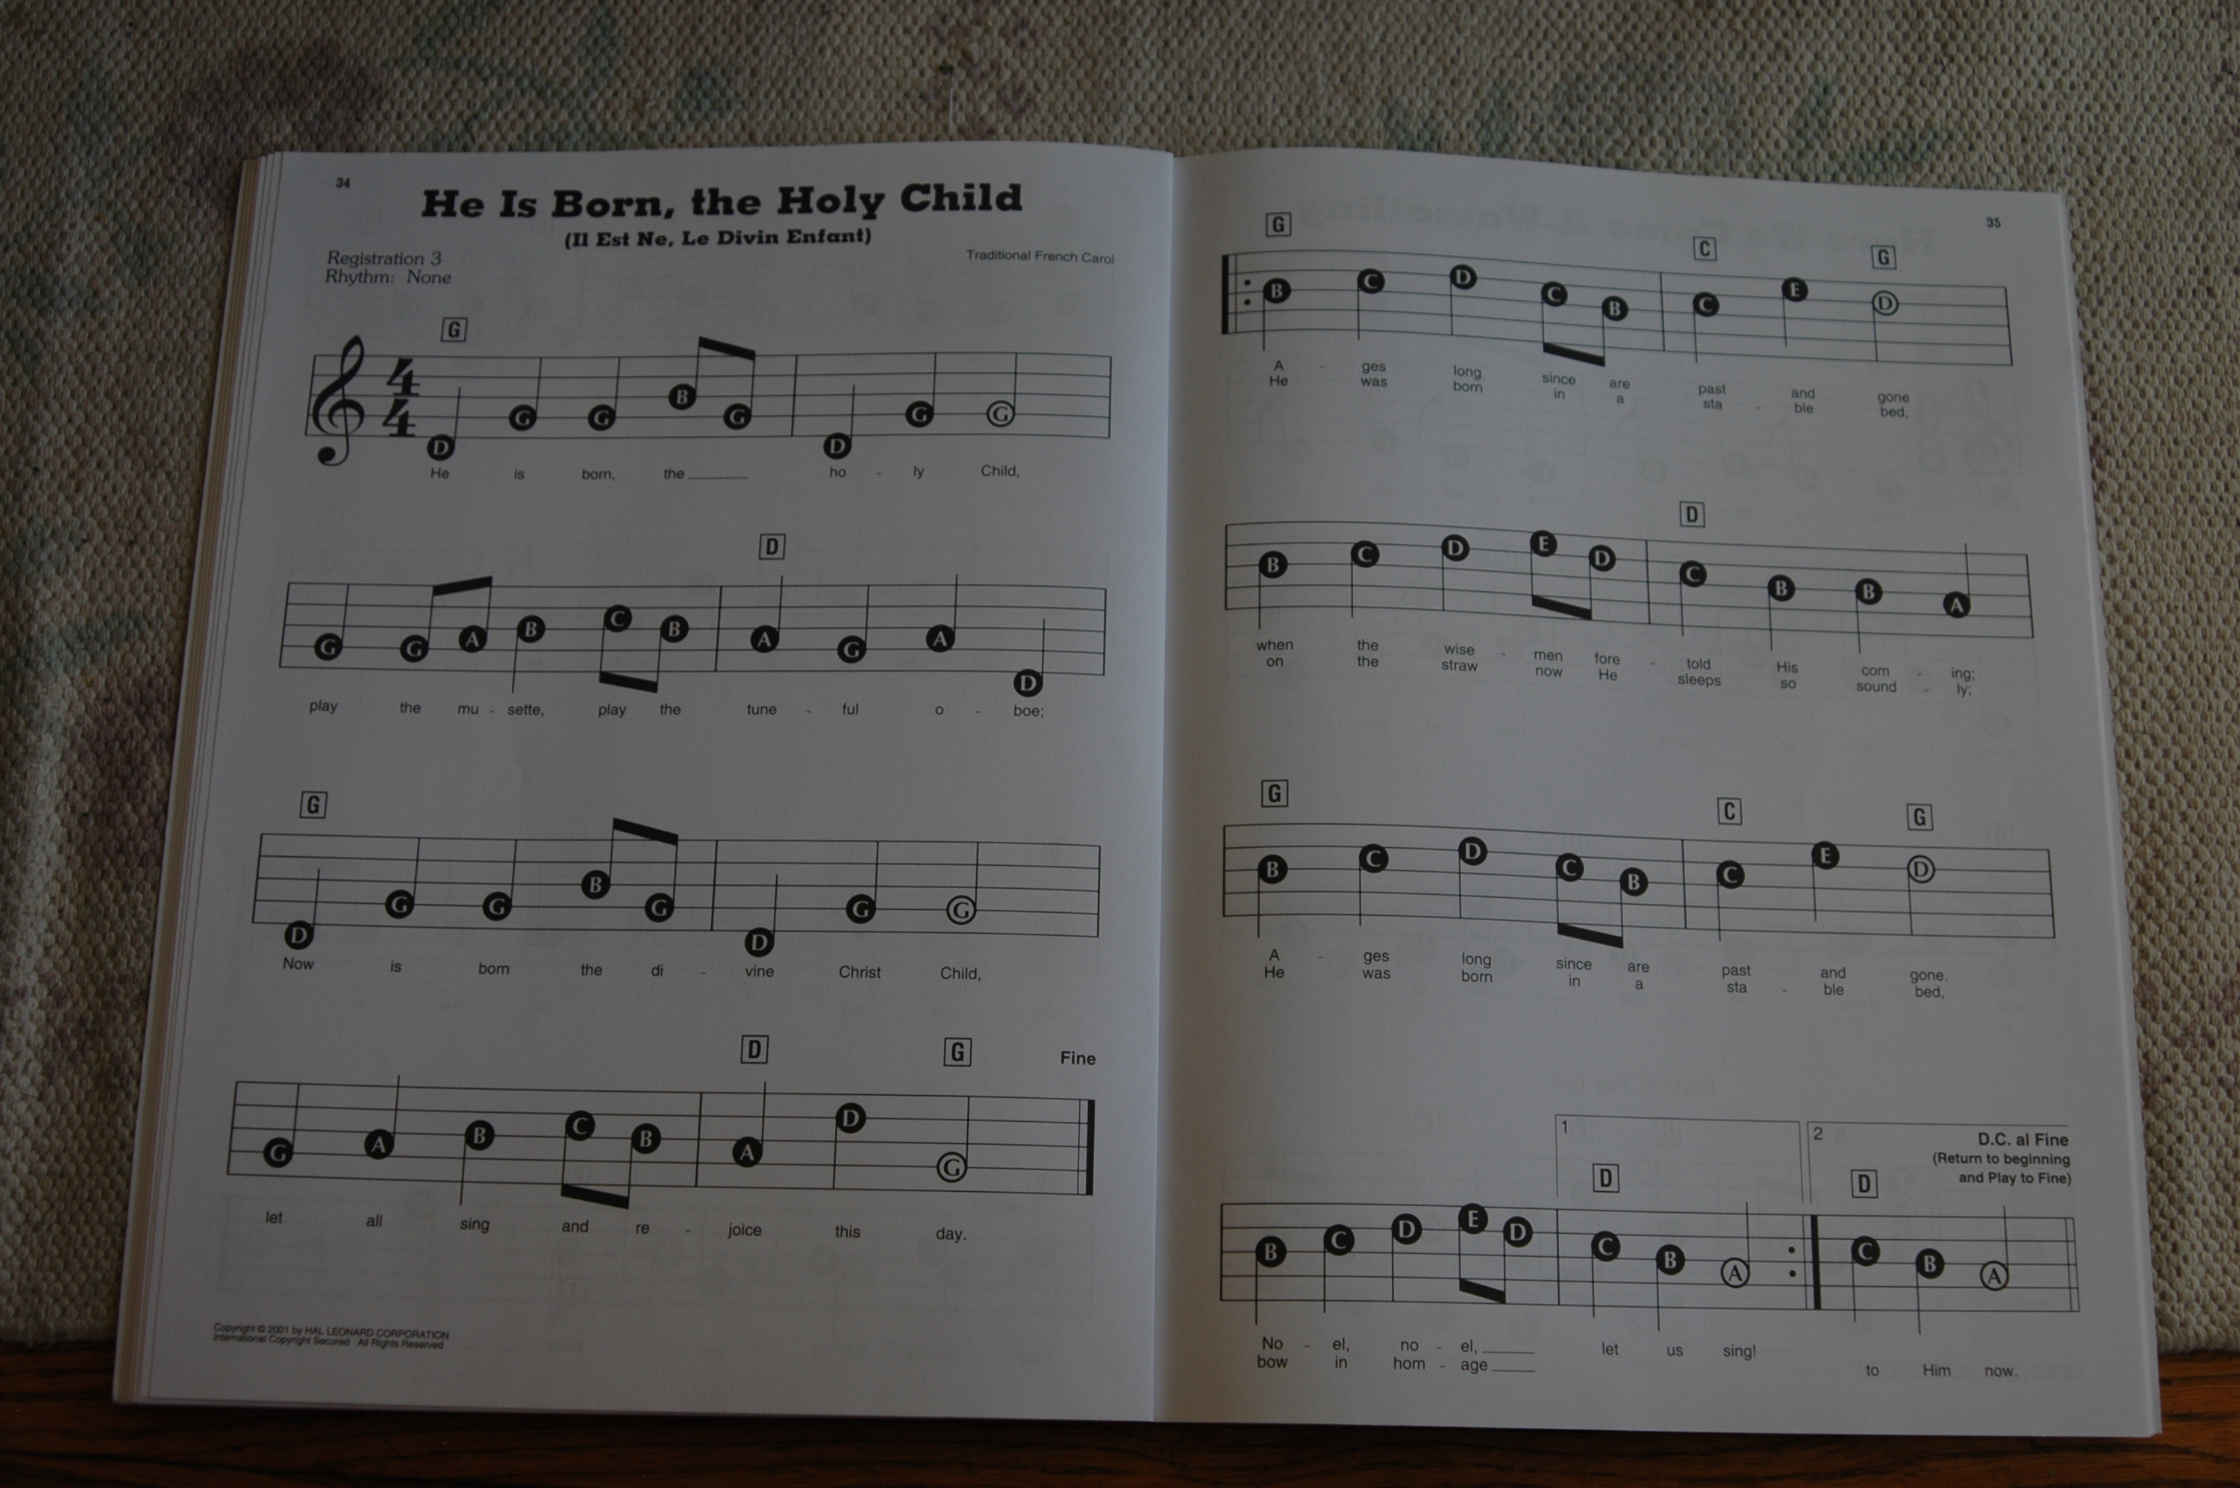 34
He Is Born, the Holy Child
(Il Est Ne, Le Divin Enfant)
Registration 3
Rhythm: None
Traditional French Carol
G
4
4
D G G B G D G G
He is born, the ____ ho - ly Child,
D
G G A B C B A G A D
play the mu - sette, play the tune - ful o - boe;
G
D G G B G D G G
Now is born the di - vine Christ Child,
D G Fine
G A B C B A D G
let all sing and re - joice this day.
Copyright © 2001 by HAL LEONARD CORPORATION
International Copyright Secured All Rights Reserved
35
G C G
B C D C B C E D
A - ges long since are past and gone
He was born in a sta - ble bed,
D
B C D E D C B B A
when the wise - men fore - told His com - ing;
on the straw now He sleeps so sound - ly;
G C G
B C D C B C E D
A - ges long since are past and gone.
He was born in a sta - ble bed,
1 2 D.C. al Fine
(Return to beginning
and Play to Fine)
D D
B C D E D C B A C B A
No - el, no - el, ____ let us sing!
bow in hom - age ____ to Him now.